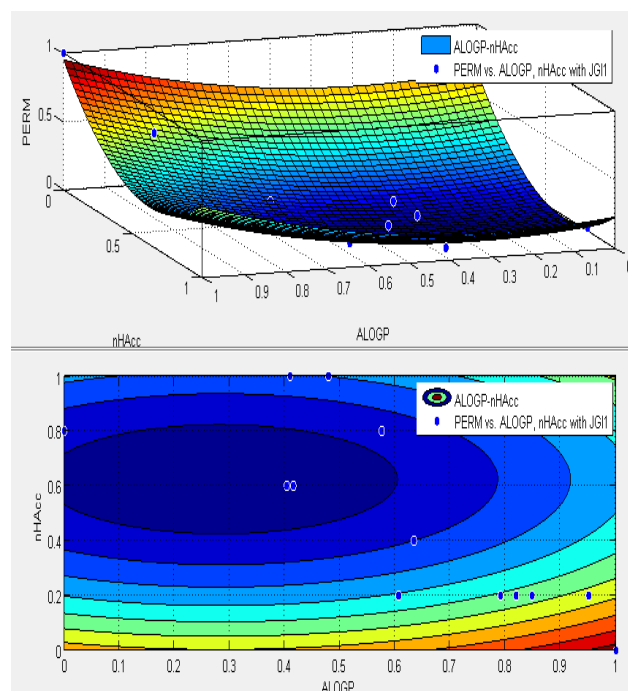 1
ALOGP-nHAcc
PERM vs. ALOGP, nHAcc with JGI1
PERM
0.5
0
0
0.5
1
1 0.9 0.8 0.7 0.6 0.5 0.4 0.3 0.2 0.1 0
nHAcc
ALOGP
1
ALOGP-nHAcc
PERM vs. ALOGP, nHAcc with JGI1
0.8
nHAcc
0.6
0.4
0.2
0
0 0.1 0.2 0.3 0.4 0.5 0.6 0.7 0.8 0.9 1
ALOGP